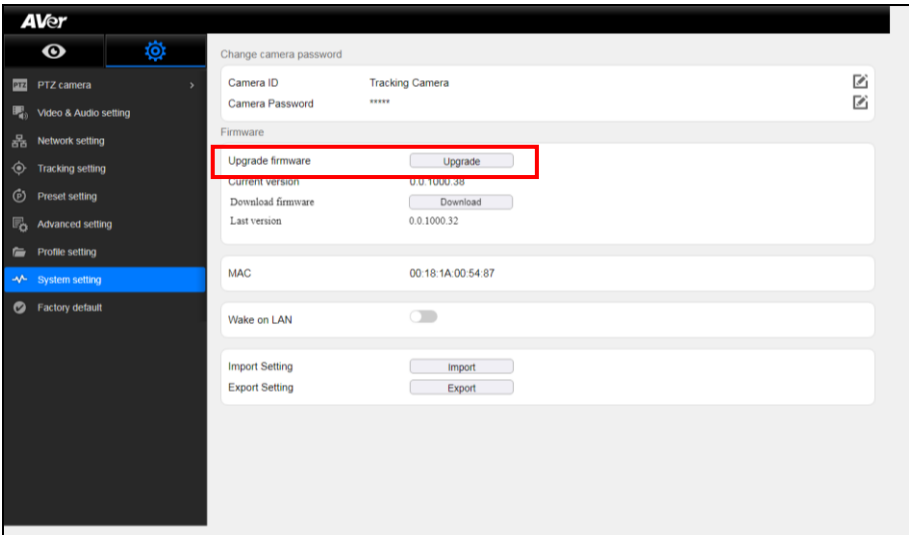 AVer
Change camera password
PTZ PTZ camera >
Camera ID Tracking Camera
Camera Password *****
Video & Audio setting
Firmware
Network setting
Upgrade firmware Upgrade
Tracking setting
Current version 0.0.1000.38
Preset setting
Download firmware Download
Last version 0.0.1000.32
Advanced setting
Profile setting
System setting
MAC 00:18:1A:00:54:87
Factory default
Wake on LAN
Import Setting Import
Export Setting Export